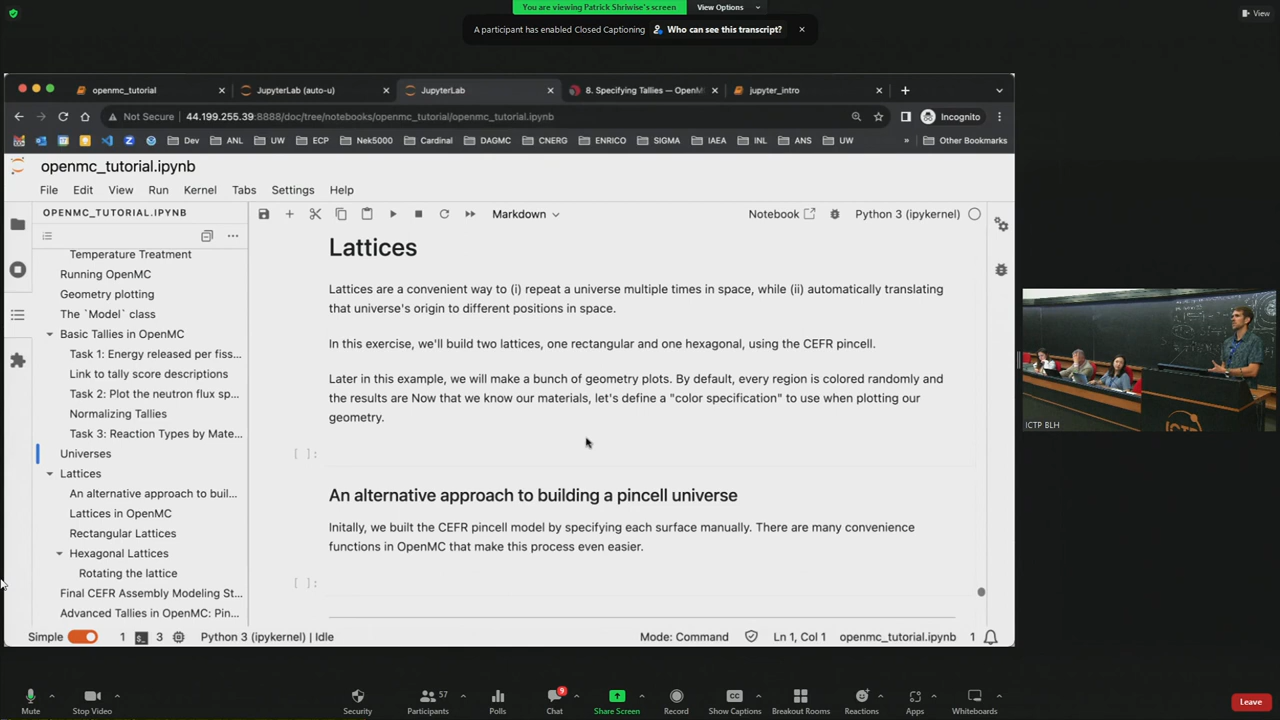 You are viewing Patrick Shriwise's screen
View Options
View
A participant has enabled Closed Captioning
Who can see this transcript?
openmc_tutorial
JupyterLab (auto-u)
JupyterLab
8. Specifying Tallies — OpenM
jupyter_intro
Not Secure
44.199.255.39:8888/doc/tree/notebooks/openmc_tutorial/openmc_tutorial.ipynb
Incognito
Dev
ANL
UW
ECP
Nek5000
Cardinal
DAGMC
CNERG
ENRICO
SIGMA
IAEA
INL
ANS
UW
»
Other Bookmarks
openmc_tutorial.ipynb
File
Edit
View
Run
Kernel
Tabs
Settings
Help
OPENMC_TUTORIAL.IPYNB
Markdown
Notebook
Python 3 (ipykernel)
Temperature Treatment
Running OpenMC
Geometry plotting
The `Model` class
Basic Tallies in OpenMC
Task 1: Energy released per fiss...
Link to tally score descriptions
Task 2: Plot the neutron flux sp...
Normalizing Tallies
Task 3: Reaction Types by Mate...
Universes
Lattices
An alternative approach to buil...
Lattices in OpenMC
Rectangular Lattices
Hexagonal Lattices
Rotating the lattice
Final CEFR Assembly Modeling St...
Advanced Tallies in OpenMC: Pin...
Lattices
Lattices are a convenient way to (i) repeat a universe multiple times in space, while (ii) automatically translating
that universe's origin to different positions in space.
In this exercise, we'll build two lattices, one rectangular and one hexagonal, using the CEFR pincell.
Later in this example, we will make a bunch of geometry plots. By default, every region is colored randomly and
the results are Now that we know our materials, let's define a "color specification" to use when plotting our
geometry.
[ ]:
An alternative approach to building a pincell universe
Initally, we built the CEFR pincell model by specifying each surface manually. There are many convenience
functions in OpenMC that make this process even easier.
[ ]:
Simple
1
3
Python 3 (ipykernel) | Idle
Mode: Command
Ln 1, Col 1
openmc_tutorial.ipynb
1
ICTP
ICTP BLH
Mute
Stop Video
Security
57
Participants
Polls
9
Chat
Share Screen
Record
CC
Show Captions
Breakout Rooms
Reactions
Apps
Whiteboards
Leave